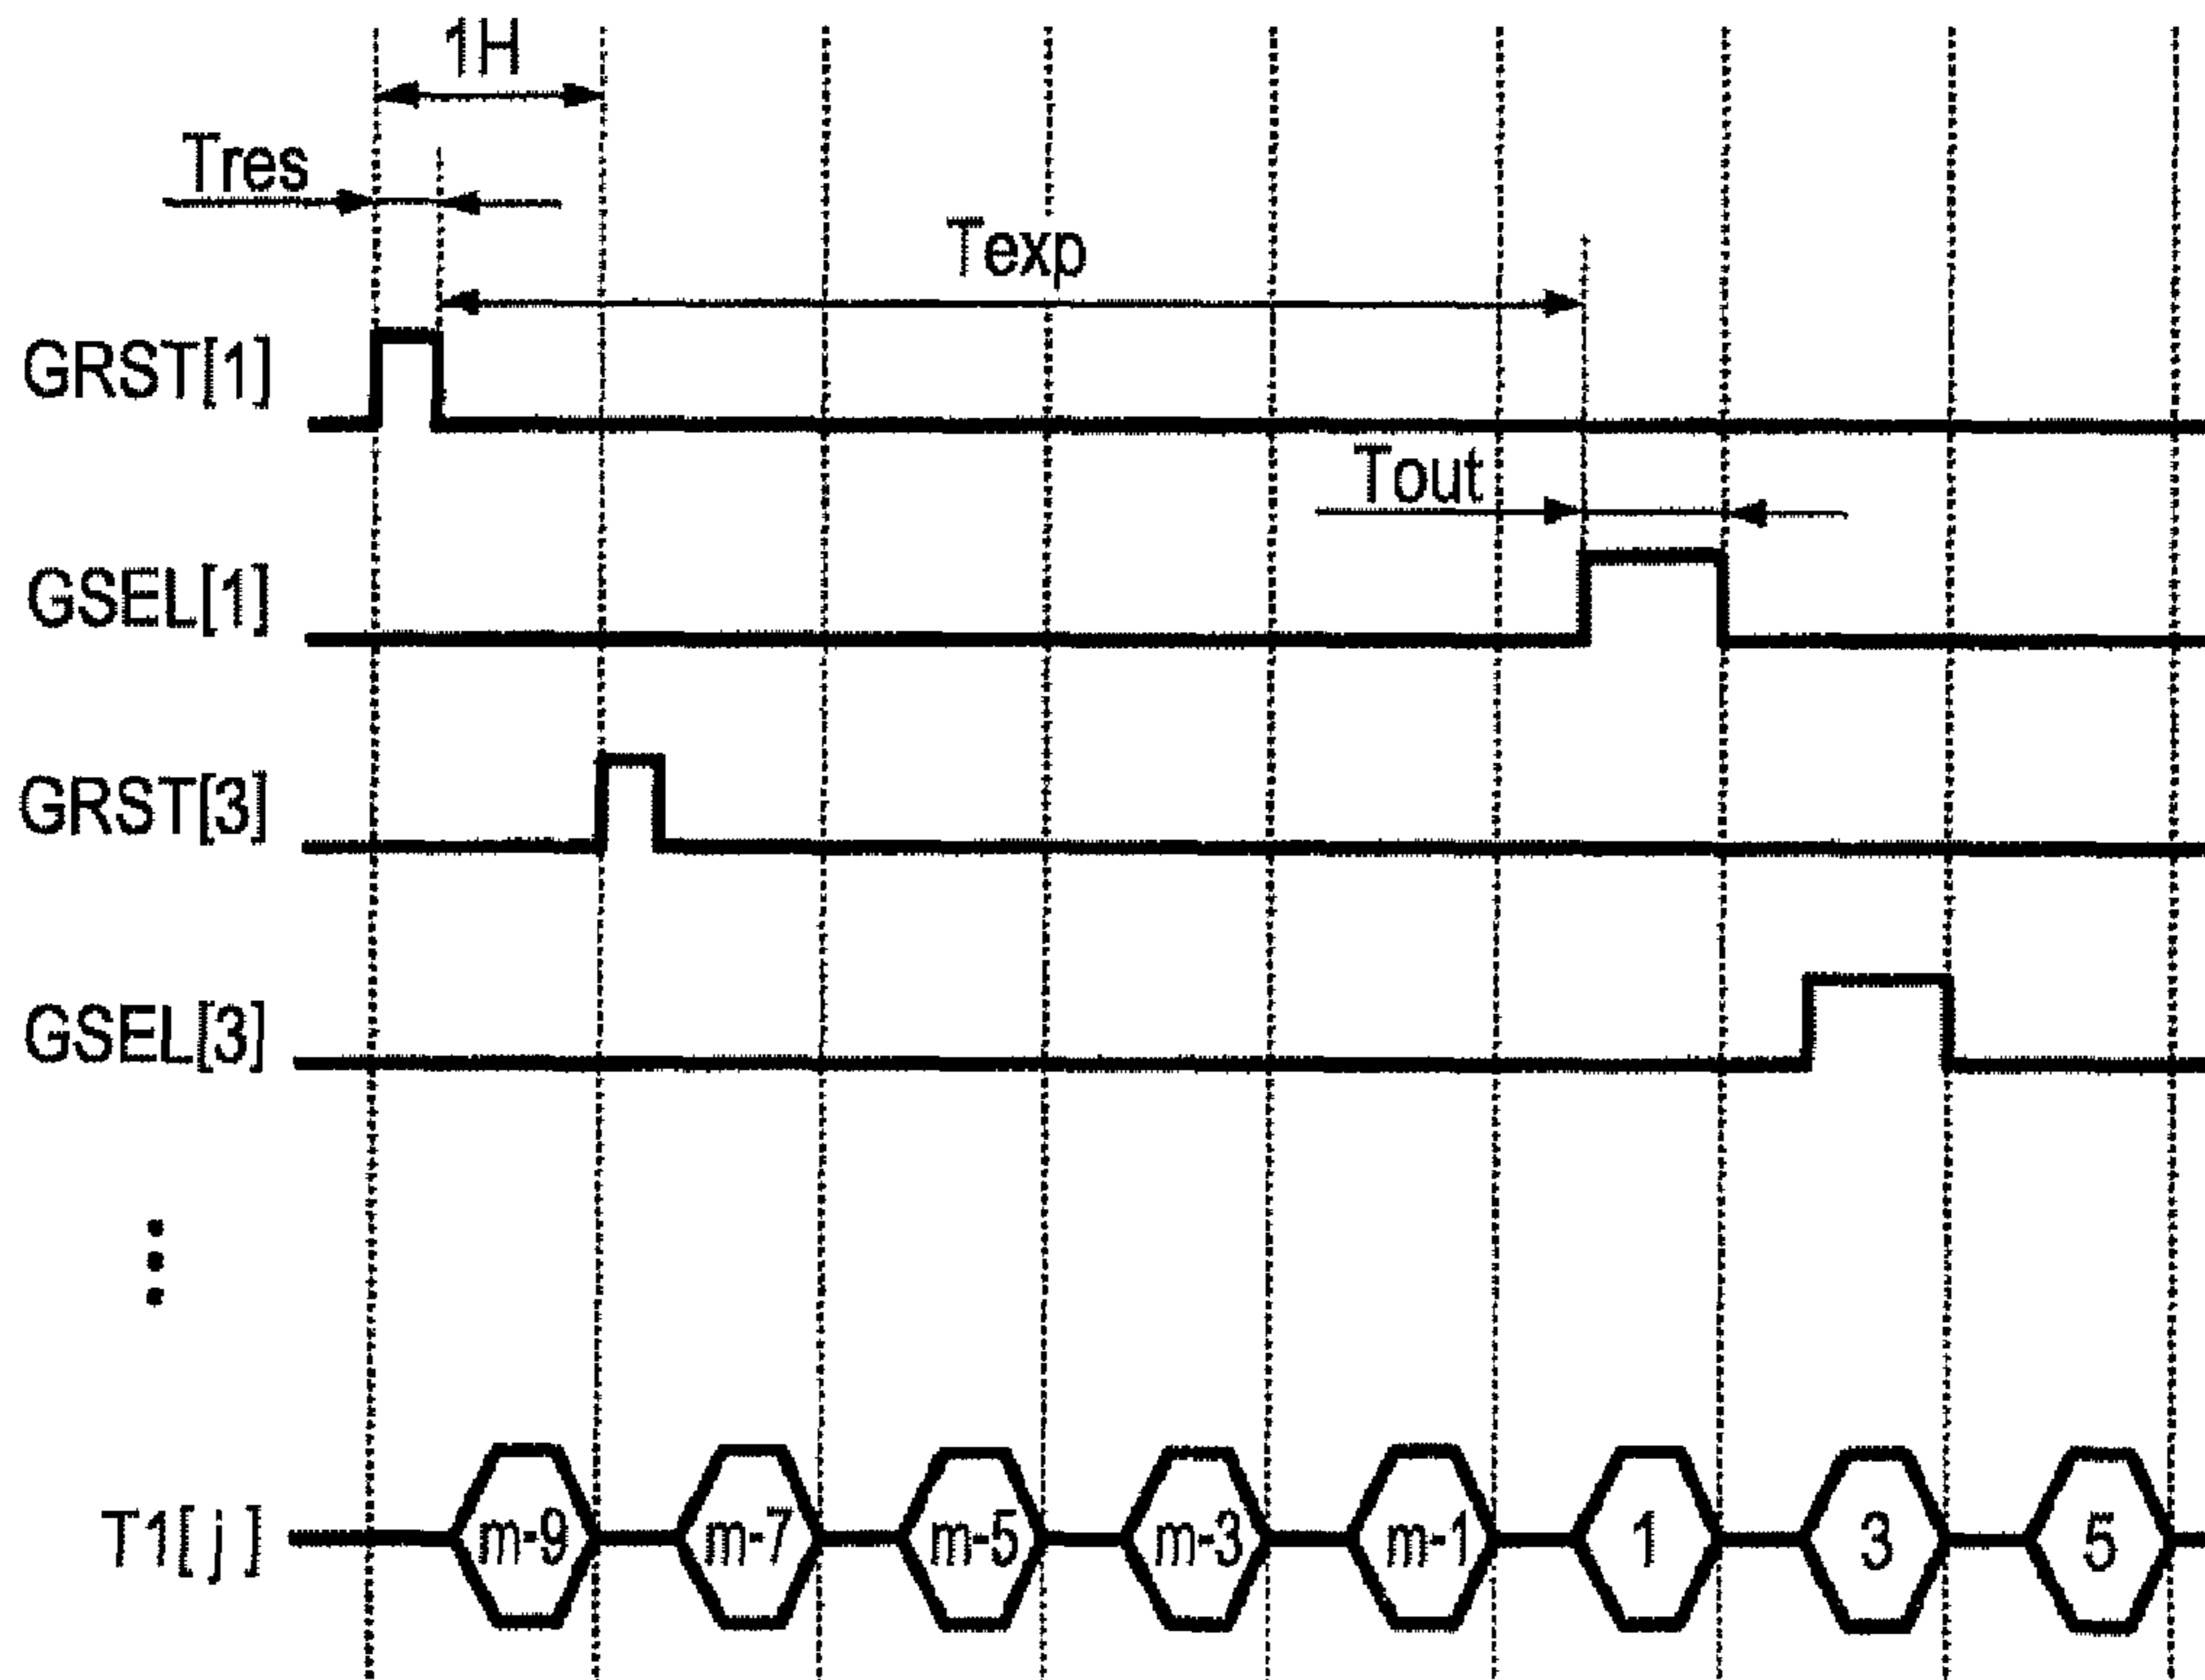 1H
Tres
Texp
GRST[1]
Tout
GSEL[1]
GRST[3]
GSEL[3]
T1[ j ] m-9 m-7 m-5 m-3 m-1 1 3 5